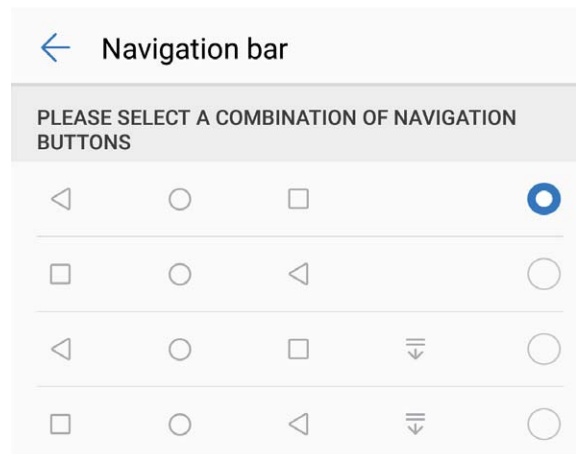 Navigation bar
PLEASE SELECT A COMBINATION OF NAVIGATION
BUTTONS